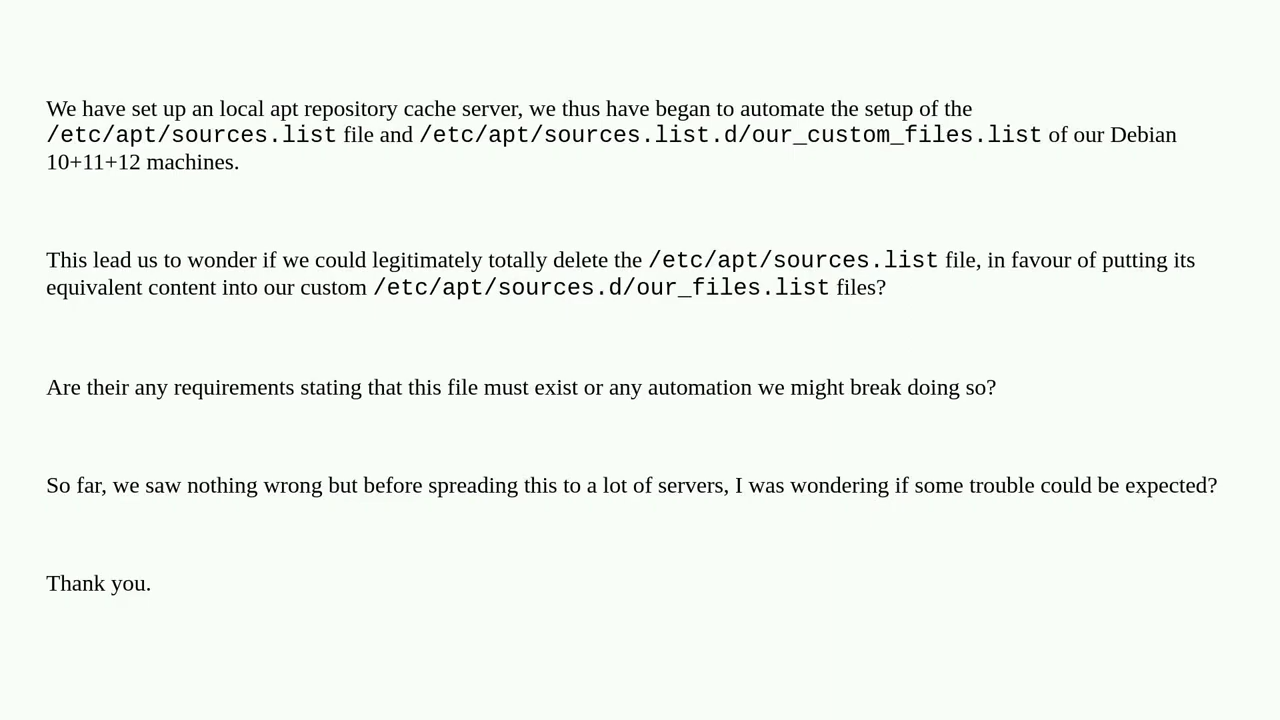 We have set up an local apt repository cache server, we thus have began to automate the setup of the
/etc/apt/sources.list file and /etc/apt/sources.list.d/our_custom_files.list of our Debian
10+11+12 machines.
This lead us to wonder if we could legitimately totally delete the /etc/apt/sources.list file, in favour of putting its
equivalent content into our custom /etc/apt/sources.d/our_files.list files?
Are their any requirements stating that this file must exist or any automation we might break doing so?
So far, we saw nothing wrong but before spreading this to a lot of servers, I was wondering if some trouble could be expected?
Thank you.